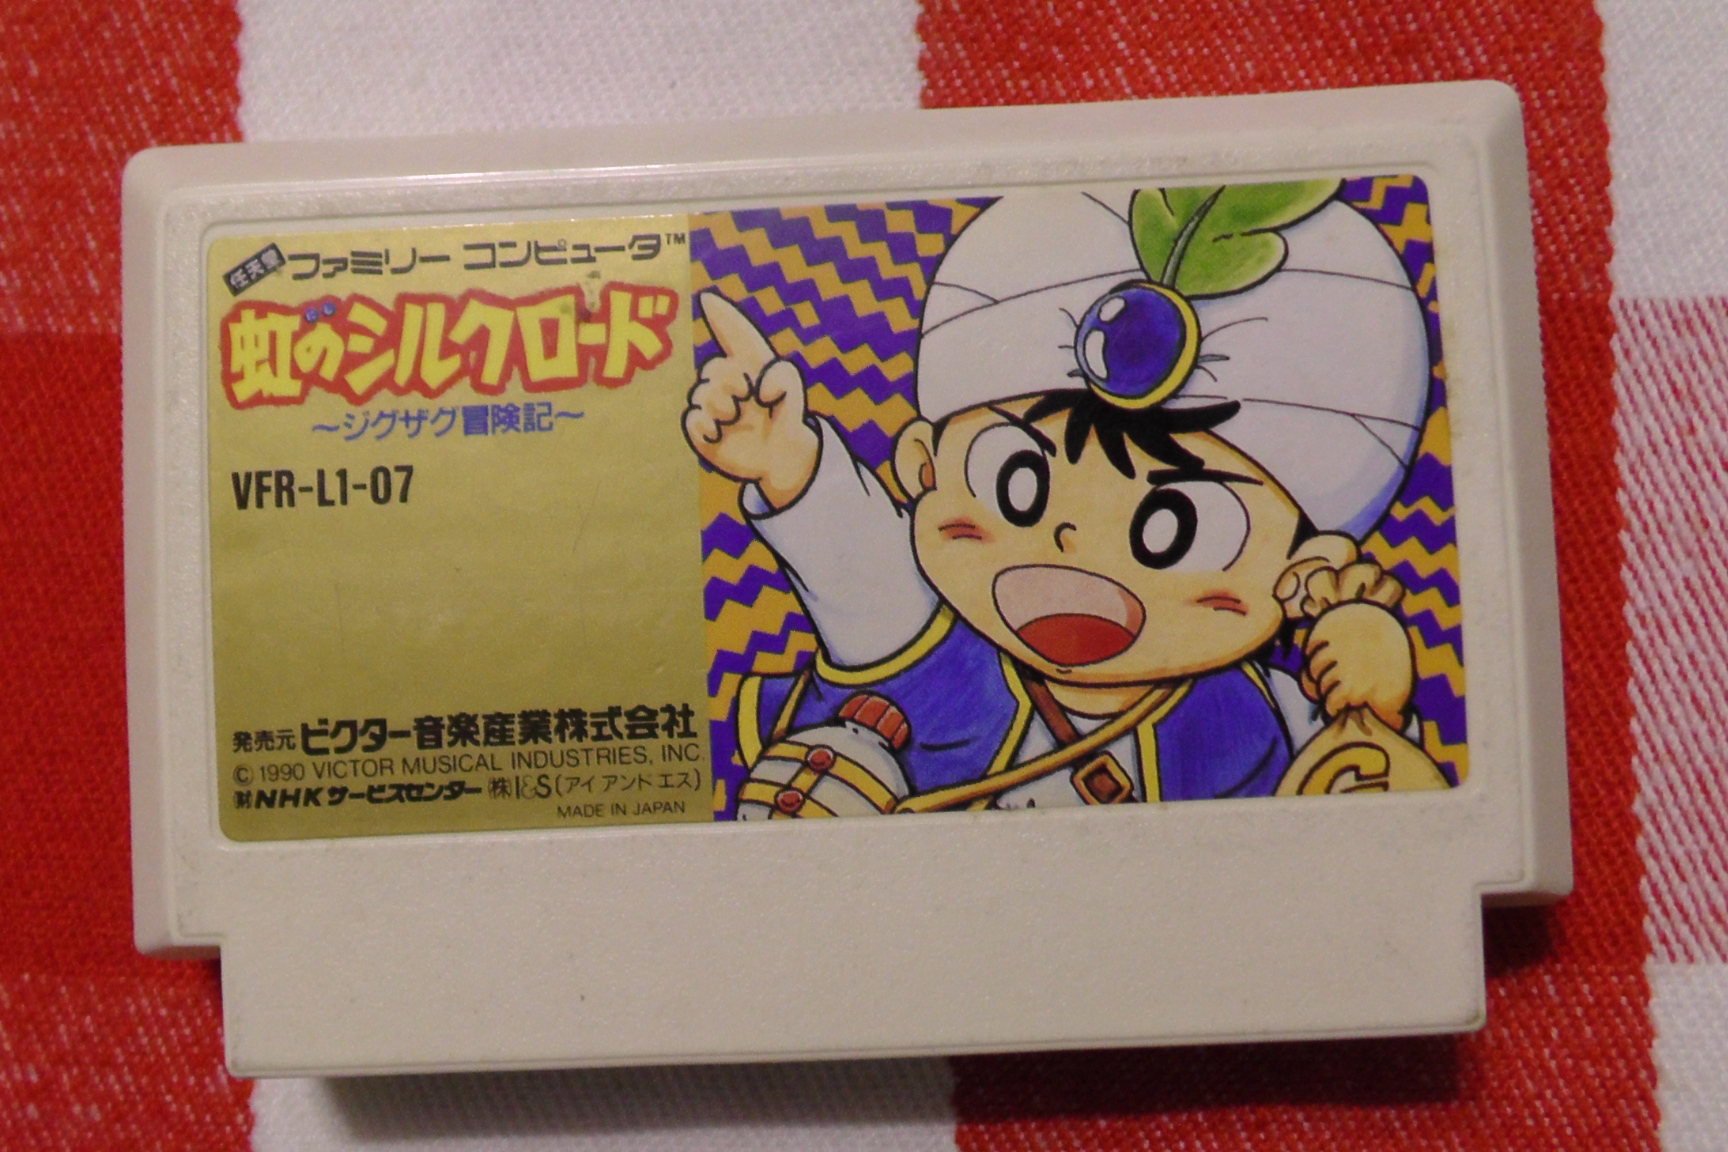 任天堂 ファミリー コンピュータ™
虹のシルクロード
にじ
〜ジグザグ冒険記〜
VFR-L1-07
発売元 ビクター音楽産業株式会社
© 1990 VICTOR MUSICAL INDUSTRIES, INC.
㈶NHKサービスセンター ㈱I&S(アイ アンド エス)
MADE IN JAPAN
G